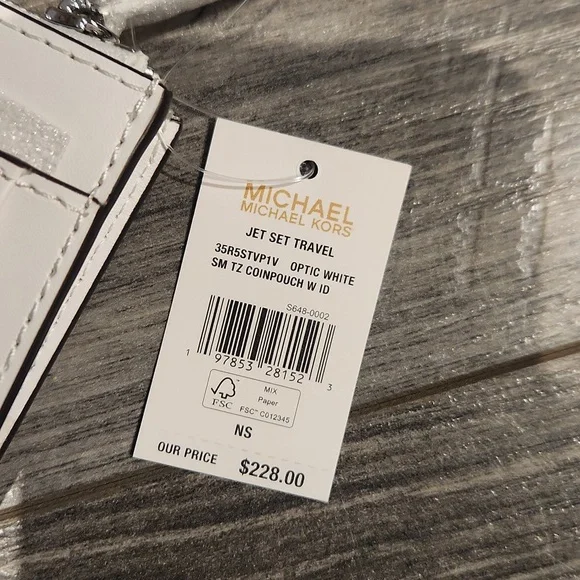 MICHAEL
MICHAEL KORS
JET SET TRAVEL
35R5STVP1V OPTIC WHITE
SM TZ COINPOUCH W ID
S648-0002
1 97853 28152 3
FSC
MIX
Paper
FSC™ C012345
NS
OUR PRICE $228.00